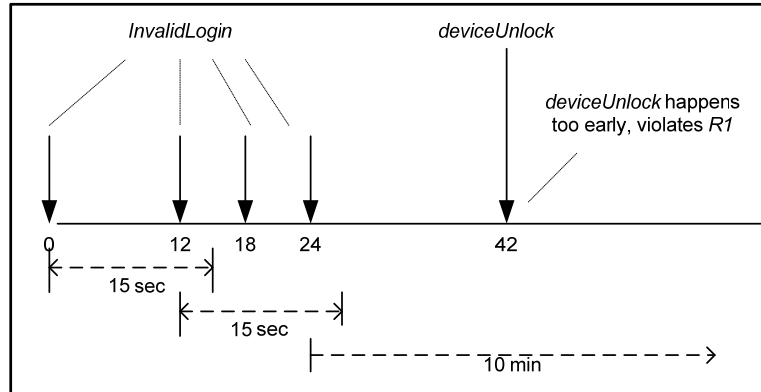 InvalidLogin
deviceUnlock
deviceUnlock happens
too early, violates R1
0
12
18
24
42
15 sec
15 sec
10 min